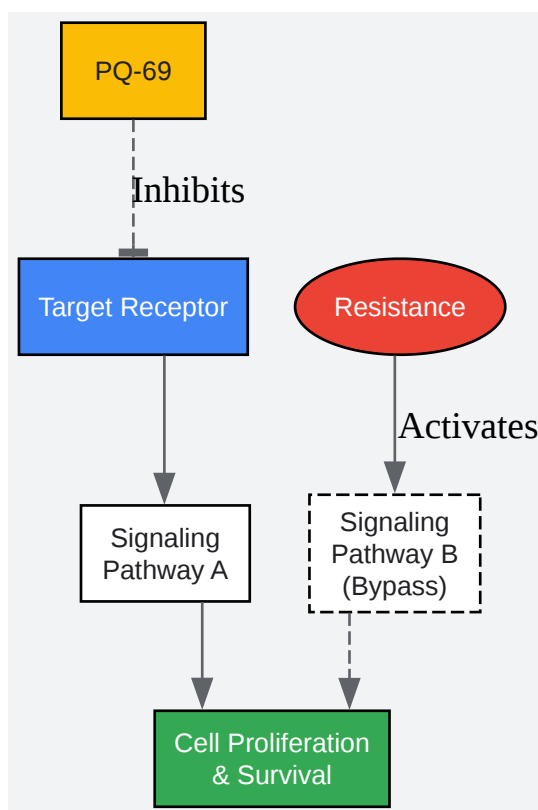 PQ-69
Inhibits
Target Receptor
Resistance
Activates
Signaling
Pathway A
Signaling
Pathway B
(Bypass)
Cell Proliferation
& Survival